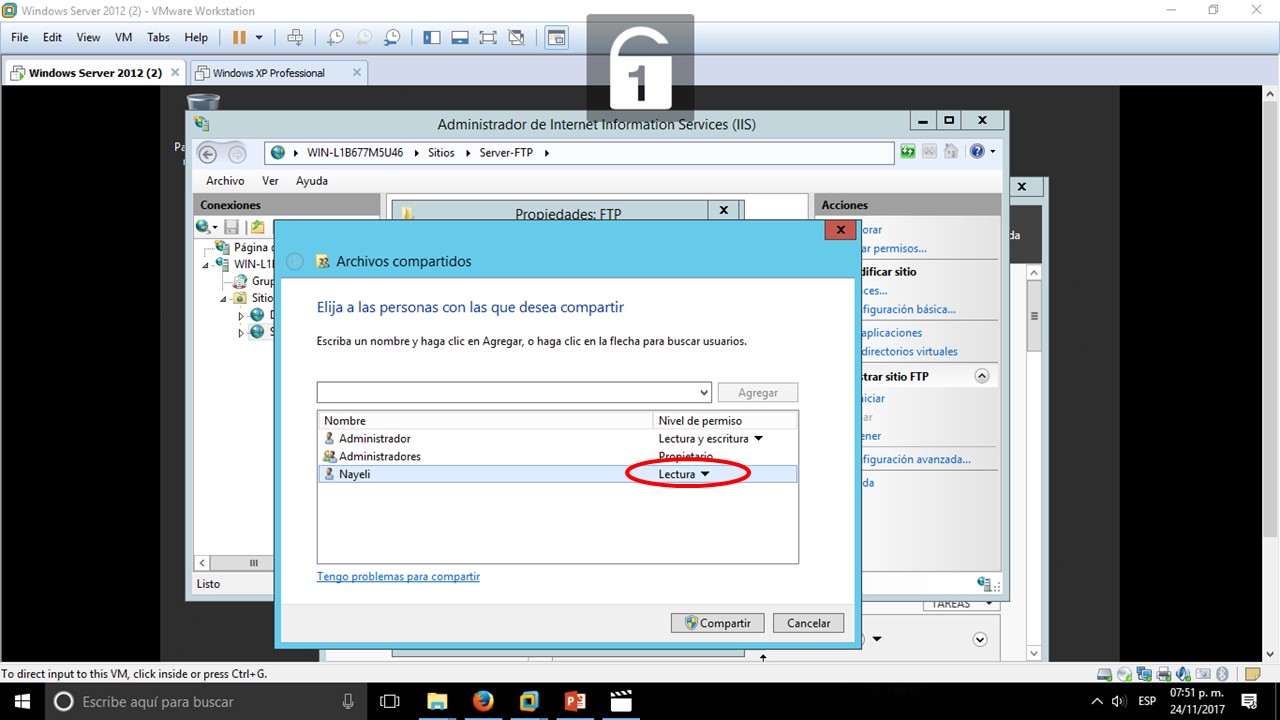 Windows Server 2012 (2) - VMware Workstation
File Edit View VM Tabs Help
1
Windows Server 2012 (2) Windows XP Professional
Administrador de Internet Information Services (IIS)
WIN-L1B677M5U46 Sitios Server-FTP
Archivo Ver Ayuda
Conexiones
Propiedades: FTP
Acciones
Página
WIN-L1
Grup
Sitio
Archivos compartidos
Elija a las personas con las que desea compartir
Escriba un nombre y haga clic en Agregar, o haga clic en la flecha para buscar usuarios.
Agregar
Nombre Nivel de permiso
Administrador Lectura y escritura
Administradores Propietario
Nayeli Lectura
Tengo problemas para compartir
Compartir Cancelar
orar
ar permisos...
dificar sitio
ces...
figuración básica...
aplicaciones
directorios virtuales
strar sitio FTP
niciar
ar
ener
figuración avanzada...
da
da
Listo
TAREAS
To direct input to this VM, click inside or press Ctrl+G.
Escribe aquí para buscar
ESP
07:51 p. m.
24/11/2017